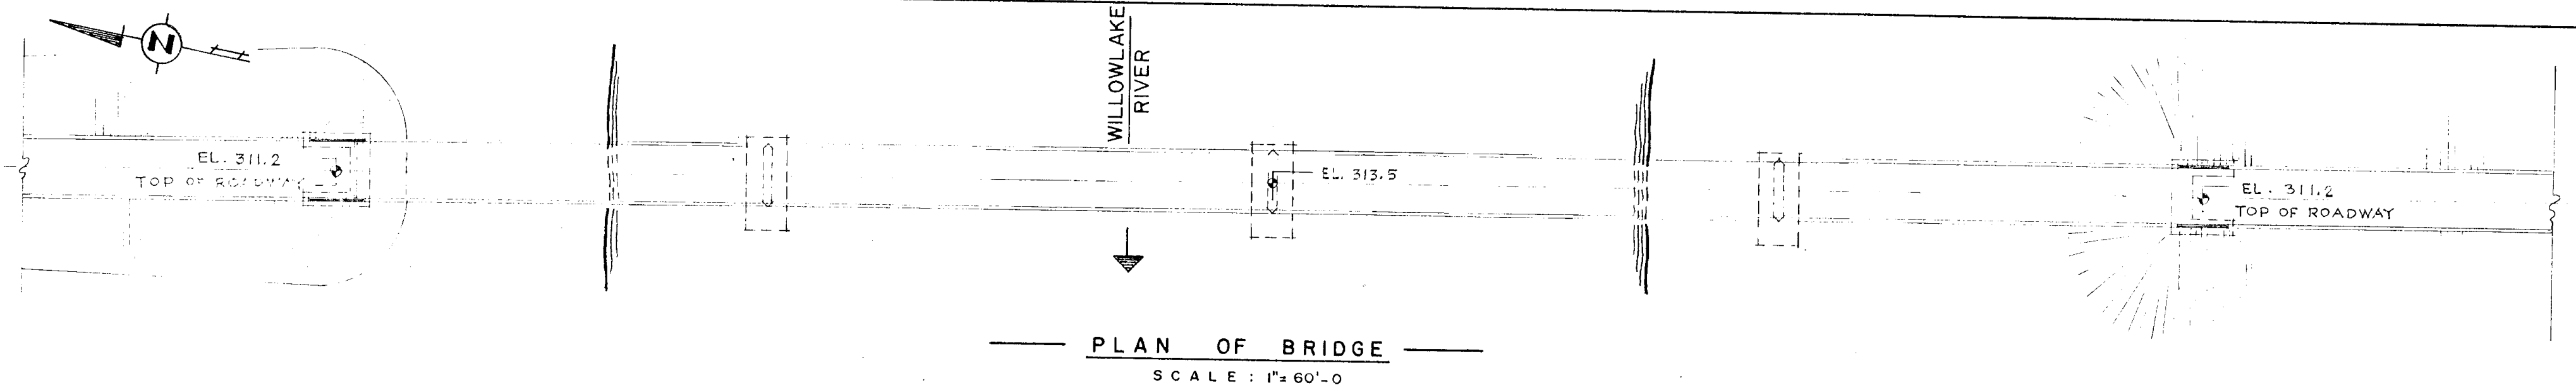 N
WILLOWLAKE
RIVER
EL. 311.2
TOP OF ROADWAY
EL. 313.5
EL. 311.2
TOP OF ROADWAY
PLAN OF BRIDGE
SCALE : 1"= 60'-0